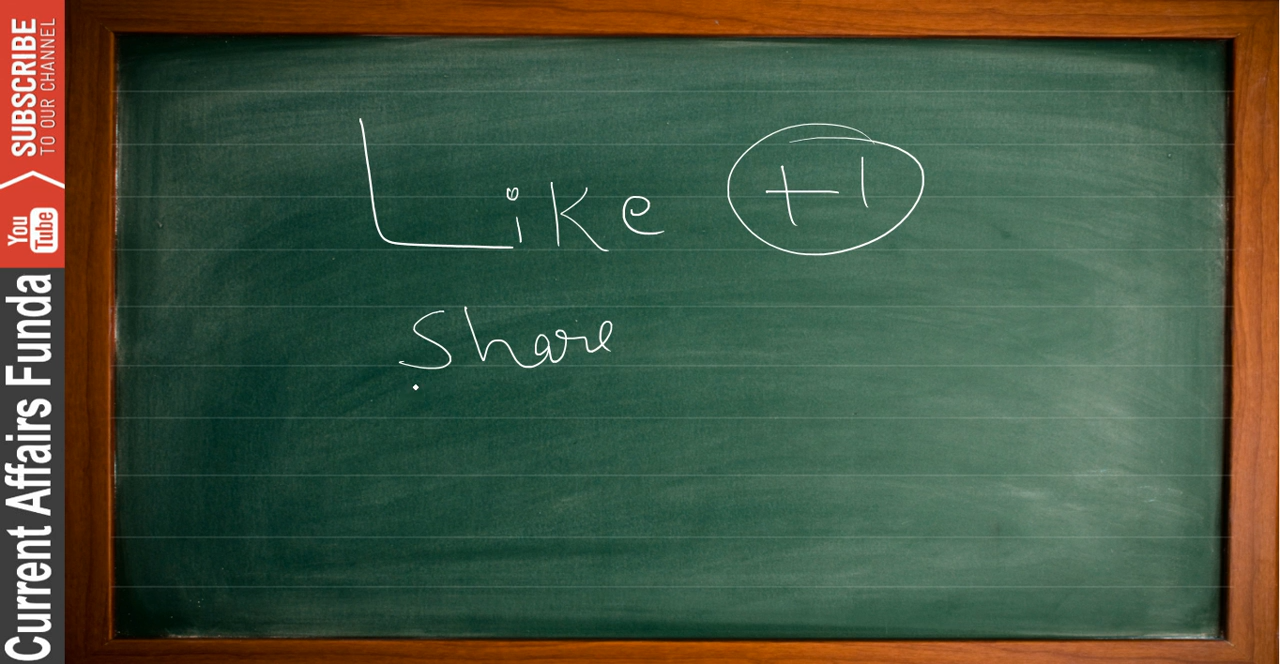 SUBSCRIBE
TO OUR CHANNEL
You
Tube
Current Affairs Funda
Like +1
Share